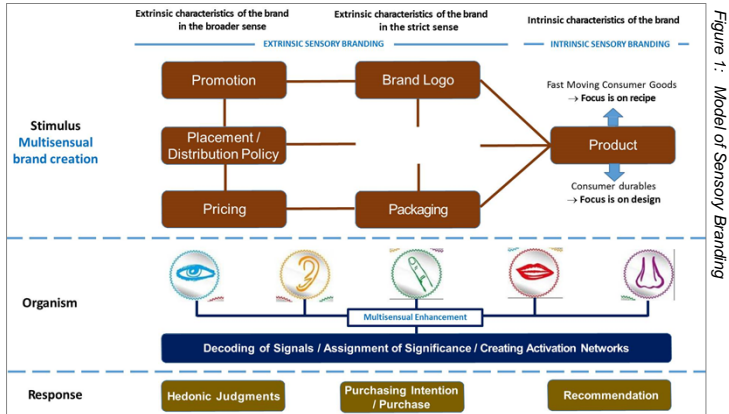 Extrinsic characteristics of the brand
in the broader sense
Extrinsic characteristics of the brand
in the strict sense
Intrinsic characteristics of the brand
EXTRINSIC SENSORY BRANDING
INTRINSIC SENSORY BRANDING
Stimulus
Multisensual
brand creation
Promotion
Brand Logo
Placement /
Distribution Policy
Pricing
Packaging
Fast Moving Consumer Goods
→ Focus is on recipe
Product
Consumer durables
→ Focus is on design
Organism
Multisensual Enhancement
Decoding of Signals / Assignment of Significance / Creating Activation Networks
Response
Hedonic Judgments
Purchasing Intention
/ Purchase
Recommendation
Figure 1: Model of Sensory Branding